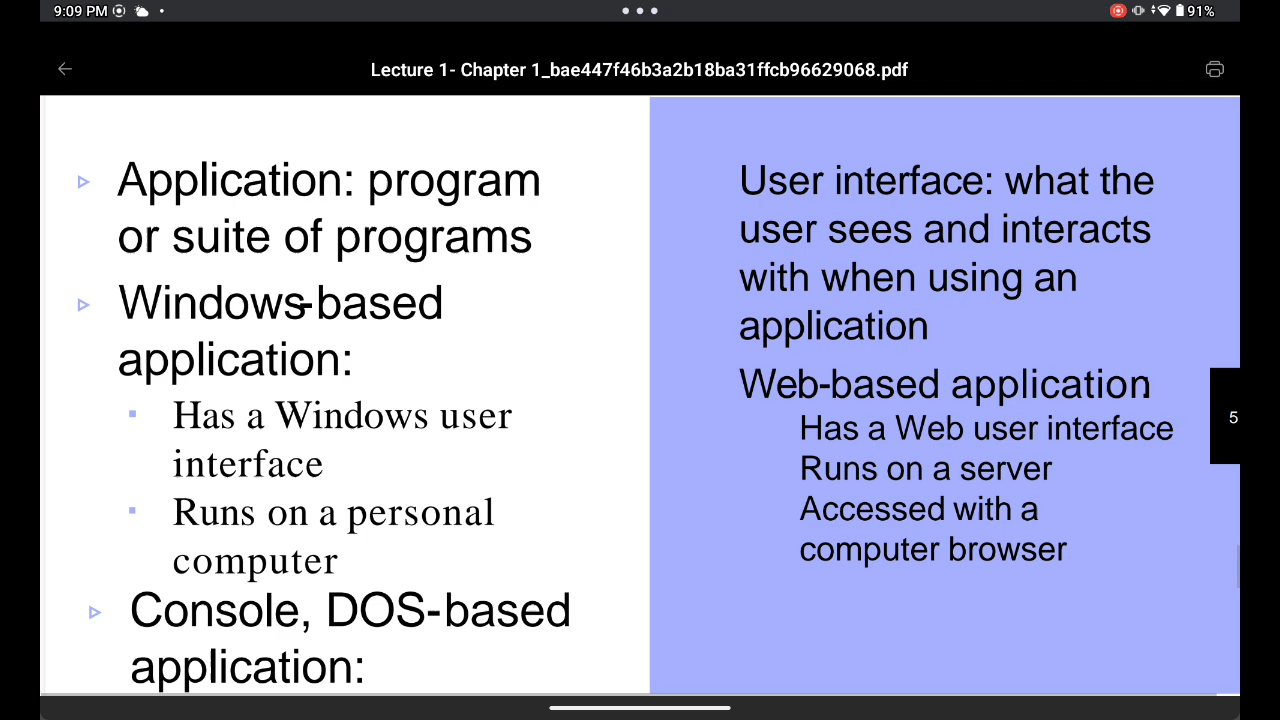 9:09 PM
91%
Lecture 1- Chapter 1_bae447f46b3a2b18ba31ffcb96629068.pdf
Application: program
or suite of programs
Windows-based
application:
Has a Windows user
interface
Runs on a personal
computer
Console, DOS-based
application:
User interface: what the
user sees and interacts
with when using an
application
Web-based application:
Has a Web user interface
Runs on a server
Accessed with a
computer browser
5